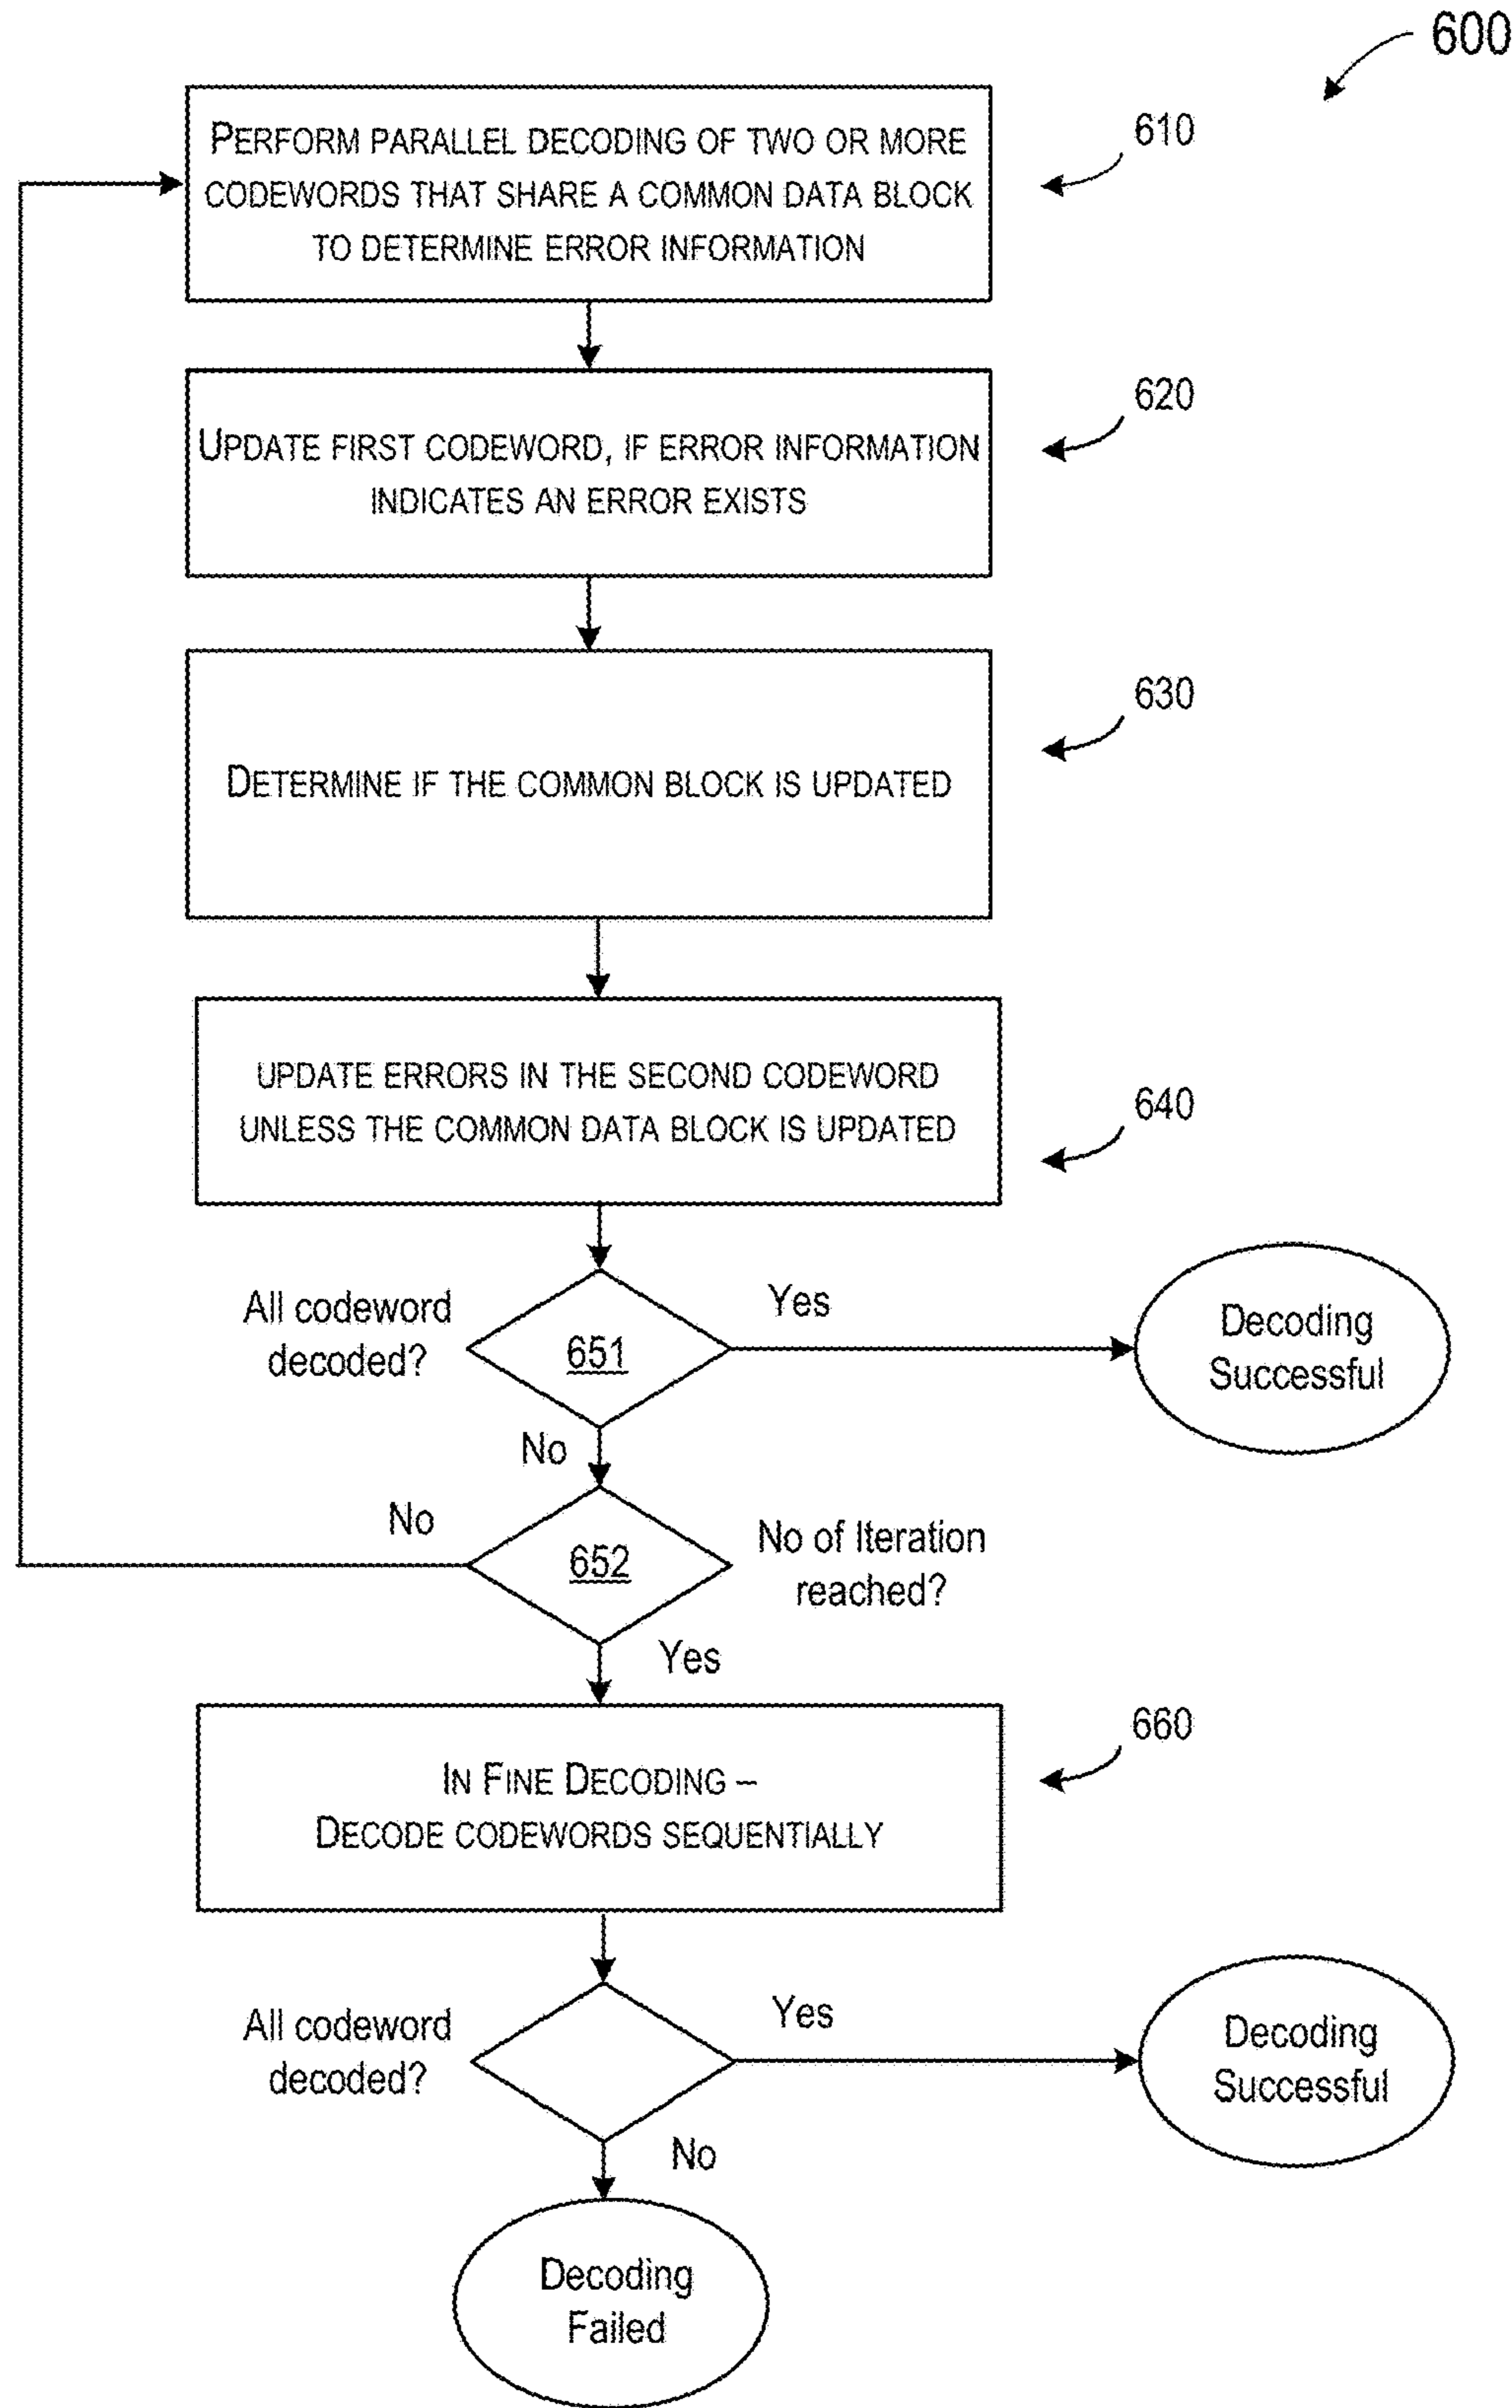 600
PERFORM PARALLEL DECODING OF TWO OR MORE
CODEWORDS THAT SHARE A COMMON DATA BLOCK
TO DETERMINE ERROR INFORMATION
610
UPDATE FIRST CODEWORD, IF ERROR INFORMATION
INDICATES AN ERROR EXISTS
620
DETERMINE IF THE COMMON BLOCK IS UPDATED
630
UPDATE ERRORS IN THE SECOND CODEWORD
UNLESS THE COMMON DATA BLOCK IS UPDATED
640
All codeword
decoded?
651
Yes
Decoding
Successful
No
No
652
No of Iteration
reached?
Yes
IN FINE DECODING –
DECODE CODEWORDS SEQUENTIALLY
660
All codeword
decoded?
Yes
Decoding
Successful
No
Decoding
Failed